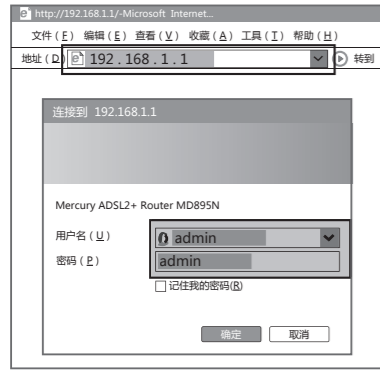 http://192.168.1.1/-Microsoft Internet...
文件(F) 编辑(E) 查看(V) 收藏(A) 工具(I) 帮助(H)
地址(D) 192.168.1.1 转到
连接到 192.168.1.1
Mercury ADSL2+ Router MD895N
用户名(U) admin
密码(P) admin
记住我的密码(R)
确定 取消